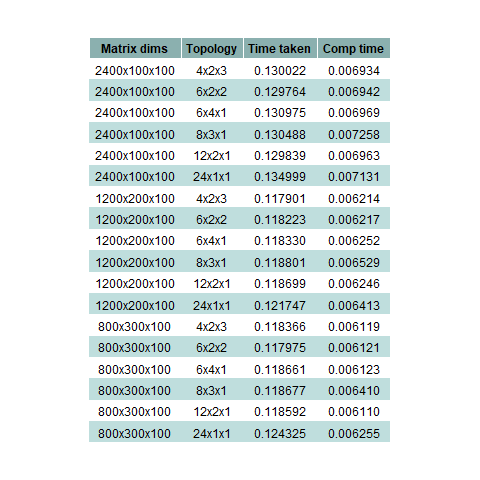 Matrix dims Topology Time taken Comp time
2400x100x100 4x2x3 0.130022 0.006934
2400x100x100 6x2x2 0.129764 0.006942
2400x100x100 6x4x1 0.130975 0.006969
2400x100x100 8x3x1 0.130488 0.007258
2400x100x100 12x2x1 0.129839 0.006963
2400x100x100 24x1x1 0.134999 0.007131
1200x200x100 4x2x3 0.117901 0.006214
1200x200x100 6x2x2 0.118223 0.006217
1200x200x100 6x4x1 0.118330 0.006252
1200x200x100 8x3x1 0.118801 0.006529
1200x200x100 12x2x1 0.118699 0.006246
1200x200x100 24x1x1 0.121747 0.006413
800x300x100 4x2x3 0.118366 0.006119
800x300x100 6x2x2 0.117975 0.006121
800x300x100 6x4x1 0.118661 0.006123
800x300x100 8x3x1 0.118677 0.006410
800x300x100 12x2x1 0.118592 0.006110
800x300x100 24x1x1 0.124325 0.006255